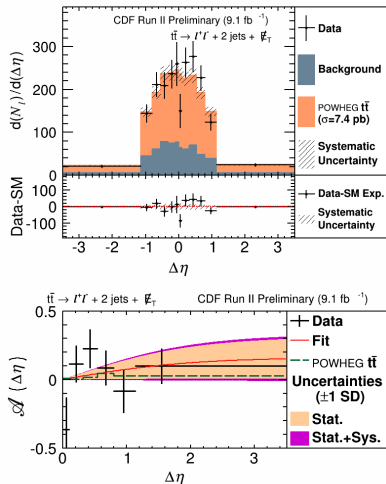 CDF Run II Preliminary (9.1 fb⁻¹)
tt̄ → l⁺l⁻ + 2 jets + E̸_T
d(N_l)/d(Δη)
300
200
100
0
Data
Background
POWHEG tt̄
(σ=7.4 pb)
Systematic
Uncertainty
Data-SM
100
0
-100
Data-SM Exp.
Systematic
Uncertainty
-3 -2 -1 0 1 2 3
Δη
tt̄ → l⁺l⁻ + 2 jets + E̸_T CDF Run II Preliminary (9.1 fb⁻¹)
𝒜 {Δη}
0.5
0
-0.5
Data
Fit
POWHEG tt̄
Uncertainties
(±1 SD)
Stat.
Stat.+Sys.
0 1 2 3
Δη